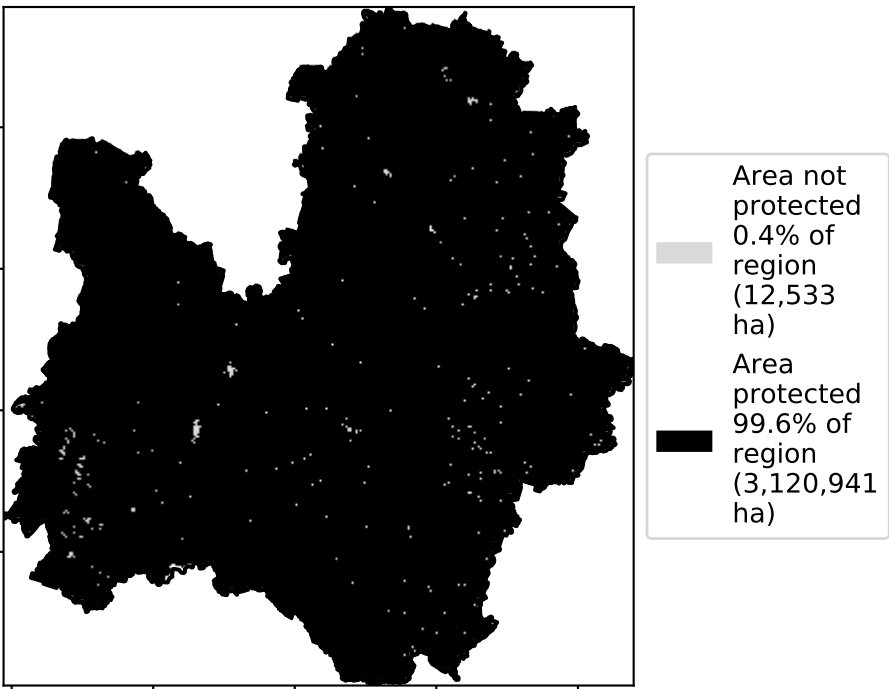 Area not
protected
0.4% of
region
(12,533
ha)
Area
protected
99.6% of
region
(3,120,941
ha)